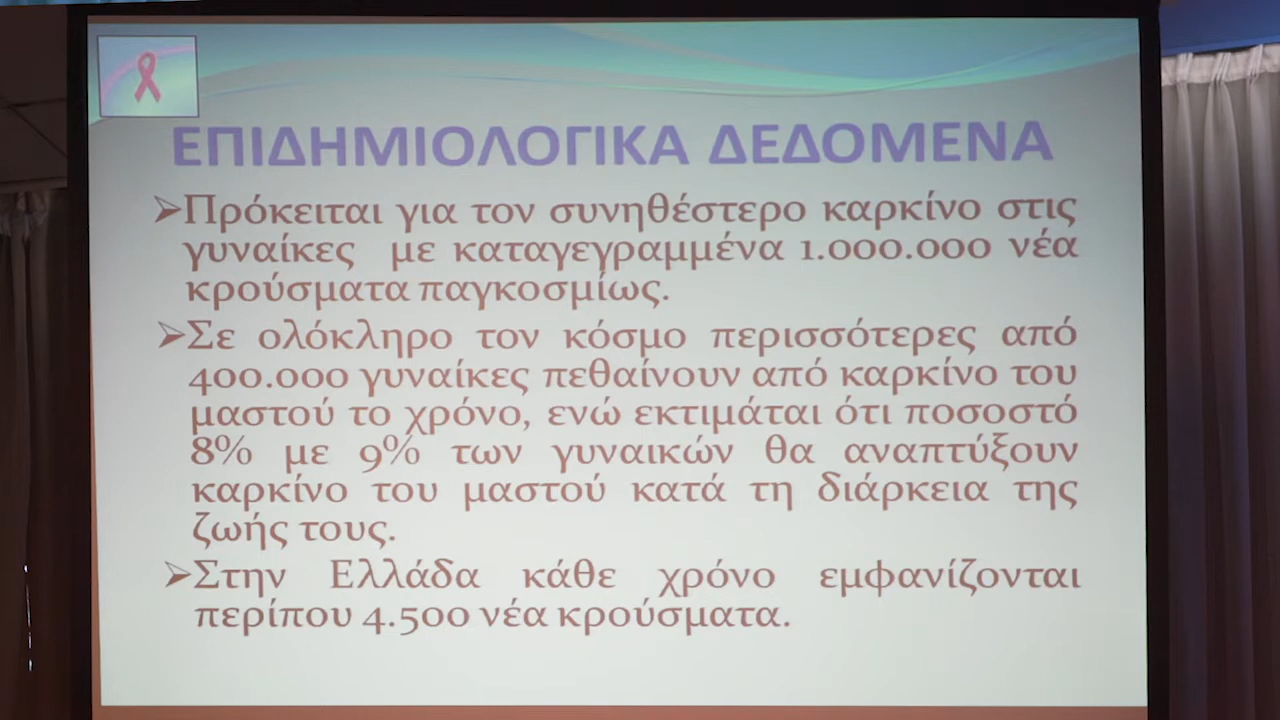 ΕΠΙΔΗΜΙΟΛΟΓΙΚΑ ΔΕΔΟΜΕΝΑ
➢Πρόκειται για τον συνηθέστερο καρκίνο στις
γυναίκες με καταγεγραμμένα 1.000.000 νέα
κρούσματα παγκοσμίως.
➢Σε ολόκληρο τον κόσμο περισσότερες από
400.000 γυναίκες πεθαίνουν από καρκίνο του
μαστού το χρόνο, ενώ εκτιμάται ότι ποσοστό
8% με 9% των γυναικών θα αναπτύξουν
καρκίνο του μαστού κατά τη διάρκεια της
ζωής τους.
➢Στην Ελλάδα κάθε χρόνο εμφανίζονται
περίπου 4.500 νέα κρούσματα.